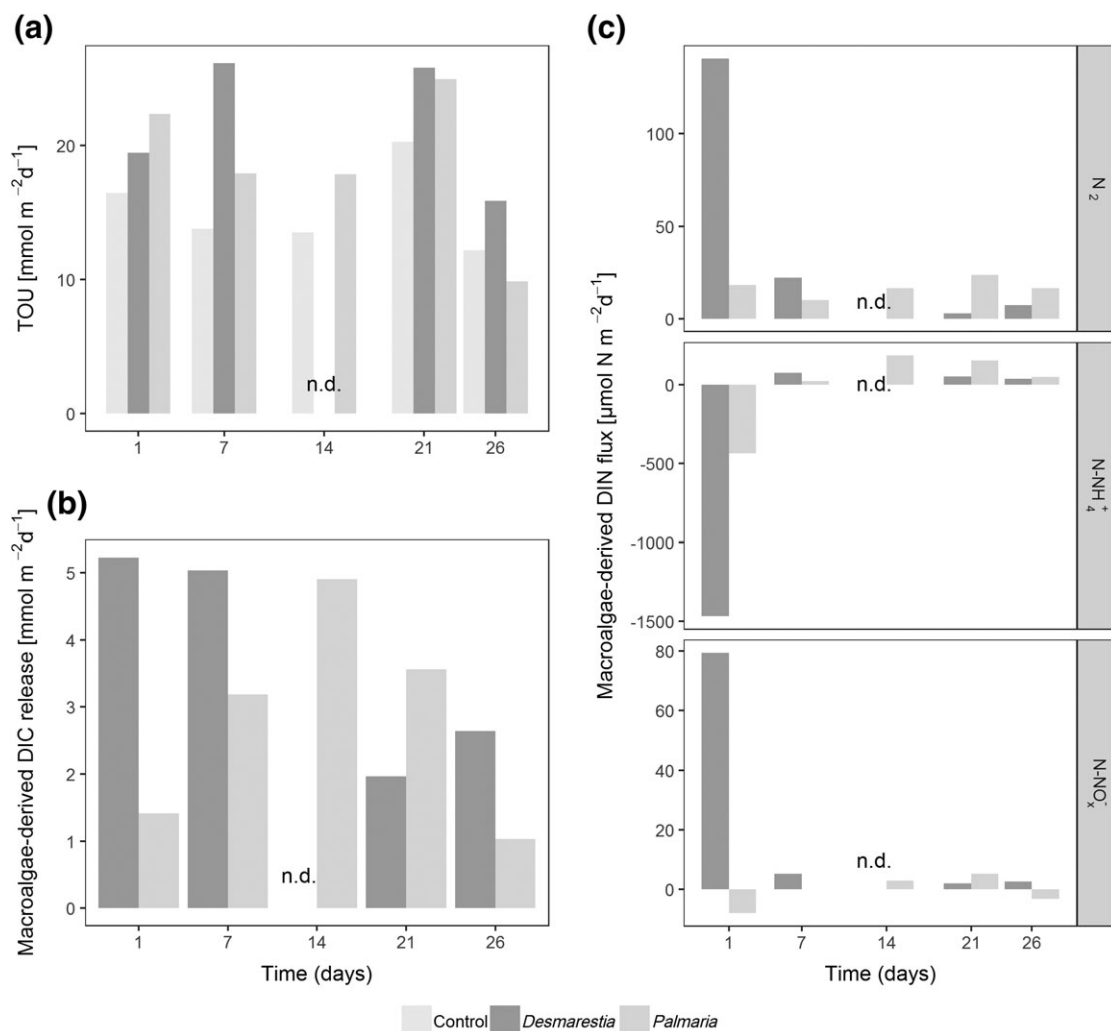 (a)
TOU [mmol m⁻²d⁻¹]
20
10
0
n.d.
1 7 14 21 26
(b)
Macroalgae-derived DIC release [mmol m⁻²d⁻¹]
5
4
3
2
1
0
n.d.
1 7 14 21 26
Time (days)
(c)
Macroalgae-derived DIN flux [µmol N m⁻²d⁻¹]
100
50
0
n.d.
N₂
0
-500
-1000
-1500
n.d.
N-NH₄⁺
80
60
40
20
0
n.d.
N-NOₓ⁻
1 7 14 21 26
Time (days)
Control Desmarestia Palmaria